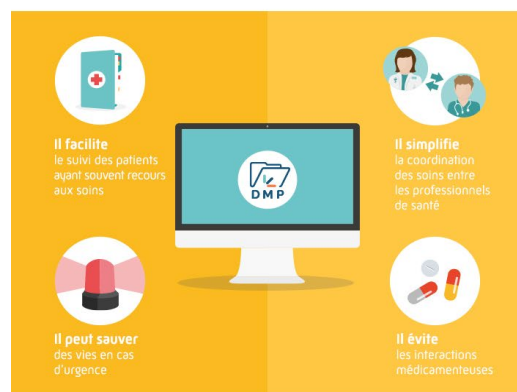 Il facilite
le suivi des patients
ayant souvent recours
aux soins
Il simplifie
la coordination
des soins entre
les professionnels
de santé
DMP
Il peut sauver
des vies en cas
d'urgence
Il évite
les interactions
médicamenteuses